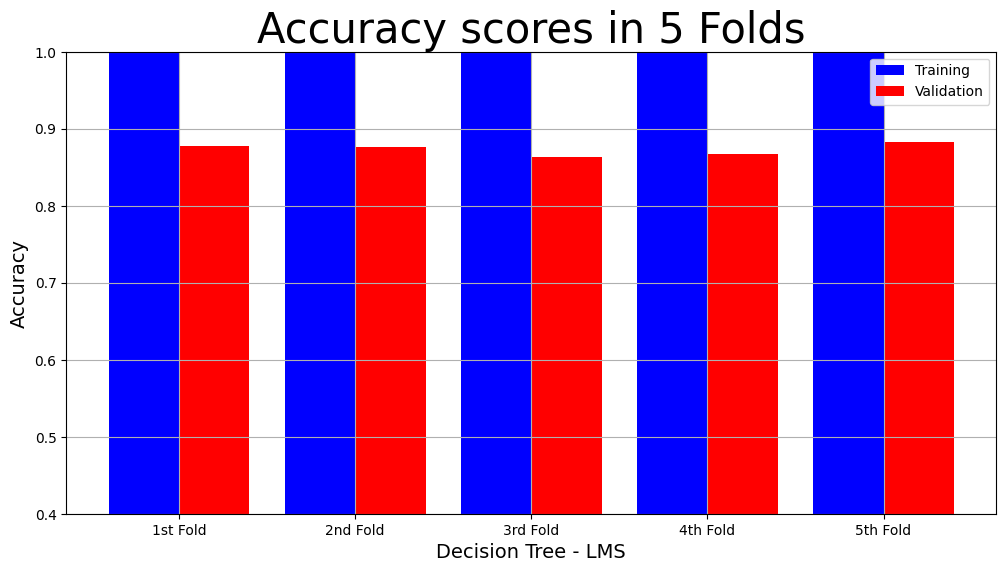 Accuracy scores in 5 Folds
1.0
Training
Validation
0.9
0.8
0.7
0.6
0.5
0.4
Accuracy
1st Fold
2nd Fold
3rd Fold
4th Fold
5th Fold
Decision Tree - LMS